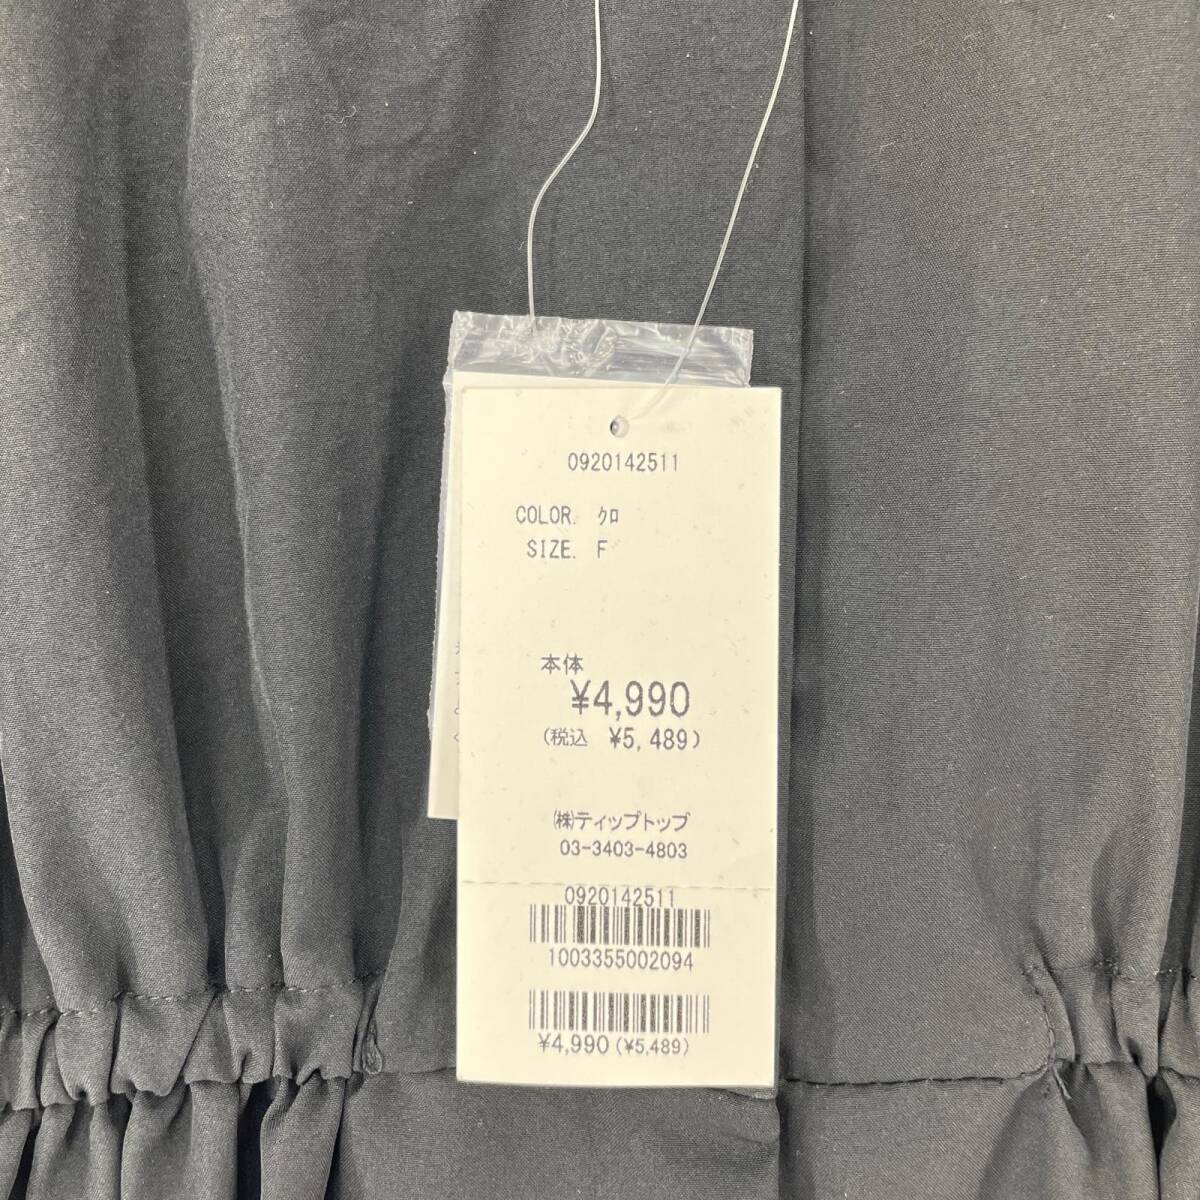 0920142511
COLOR. クロ
SIZE. F
本体
¥4,990
(税込 ¥5,489)
(株)ティップトップ
03-3403-4803
0920142511
1003355002094
¥4,990(¥5,489)